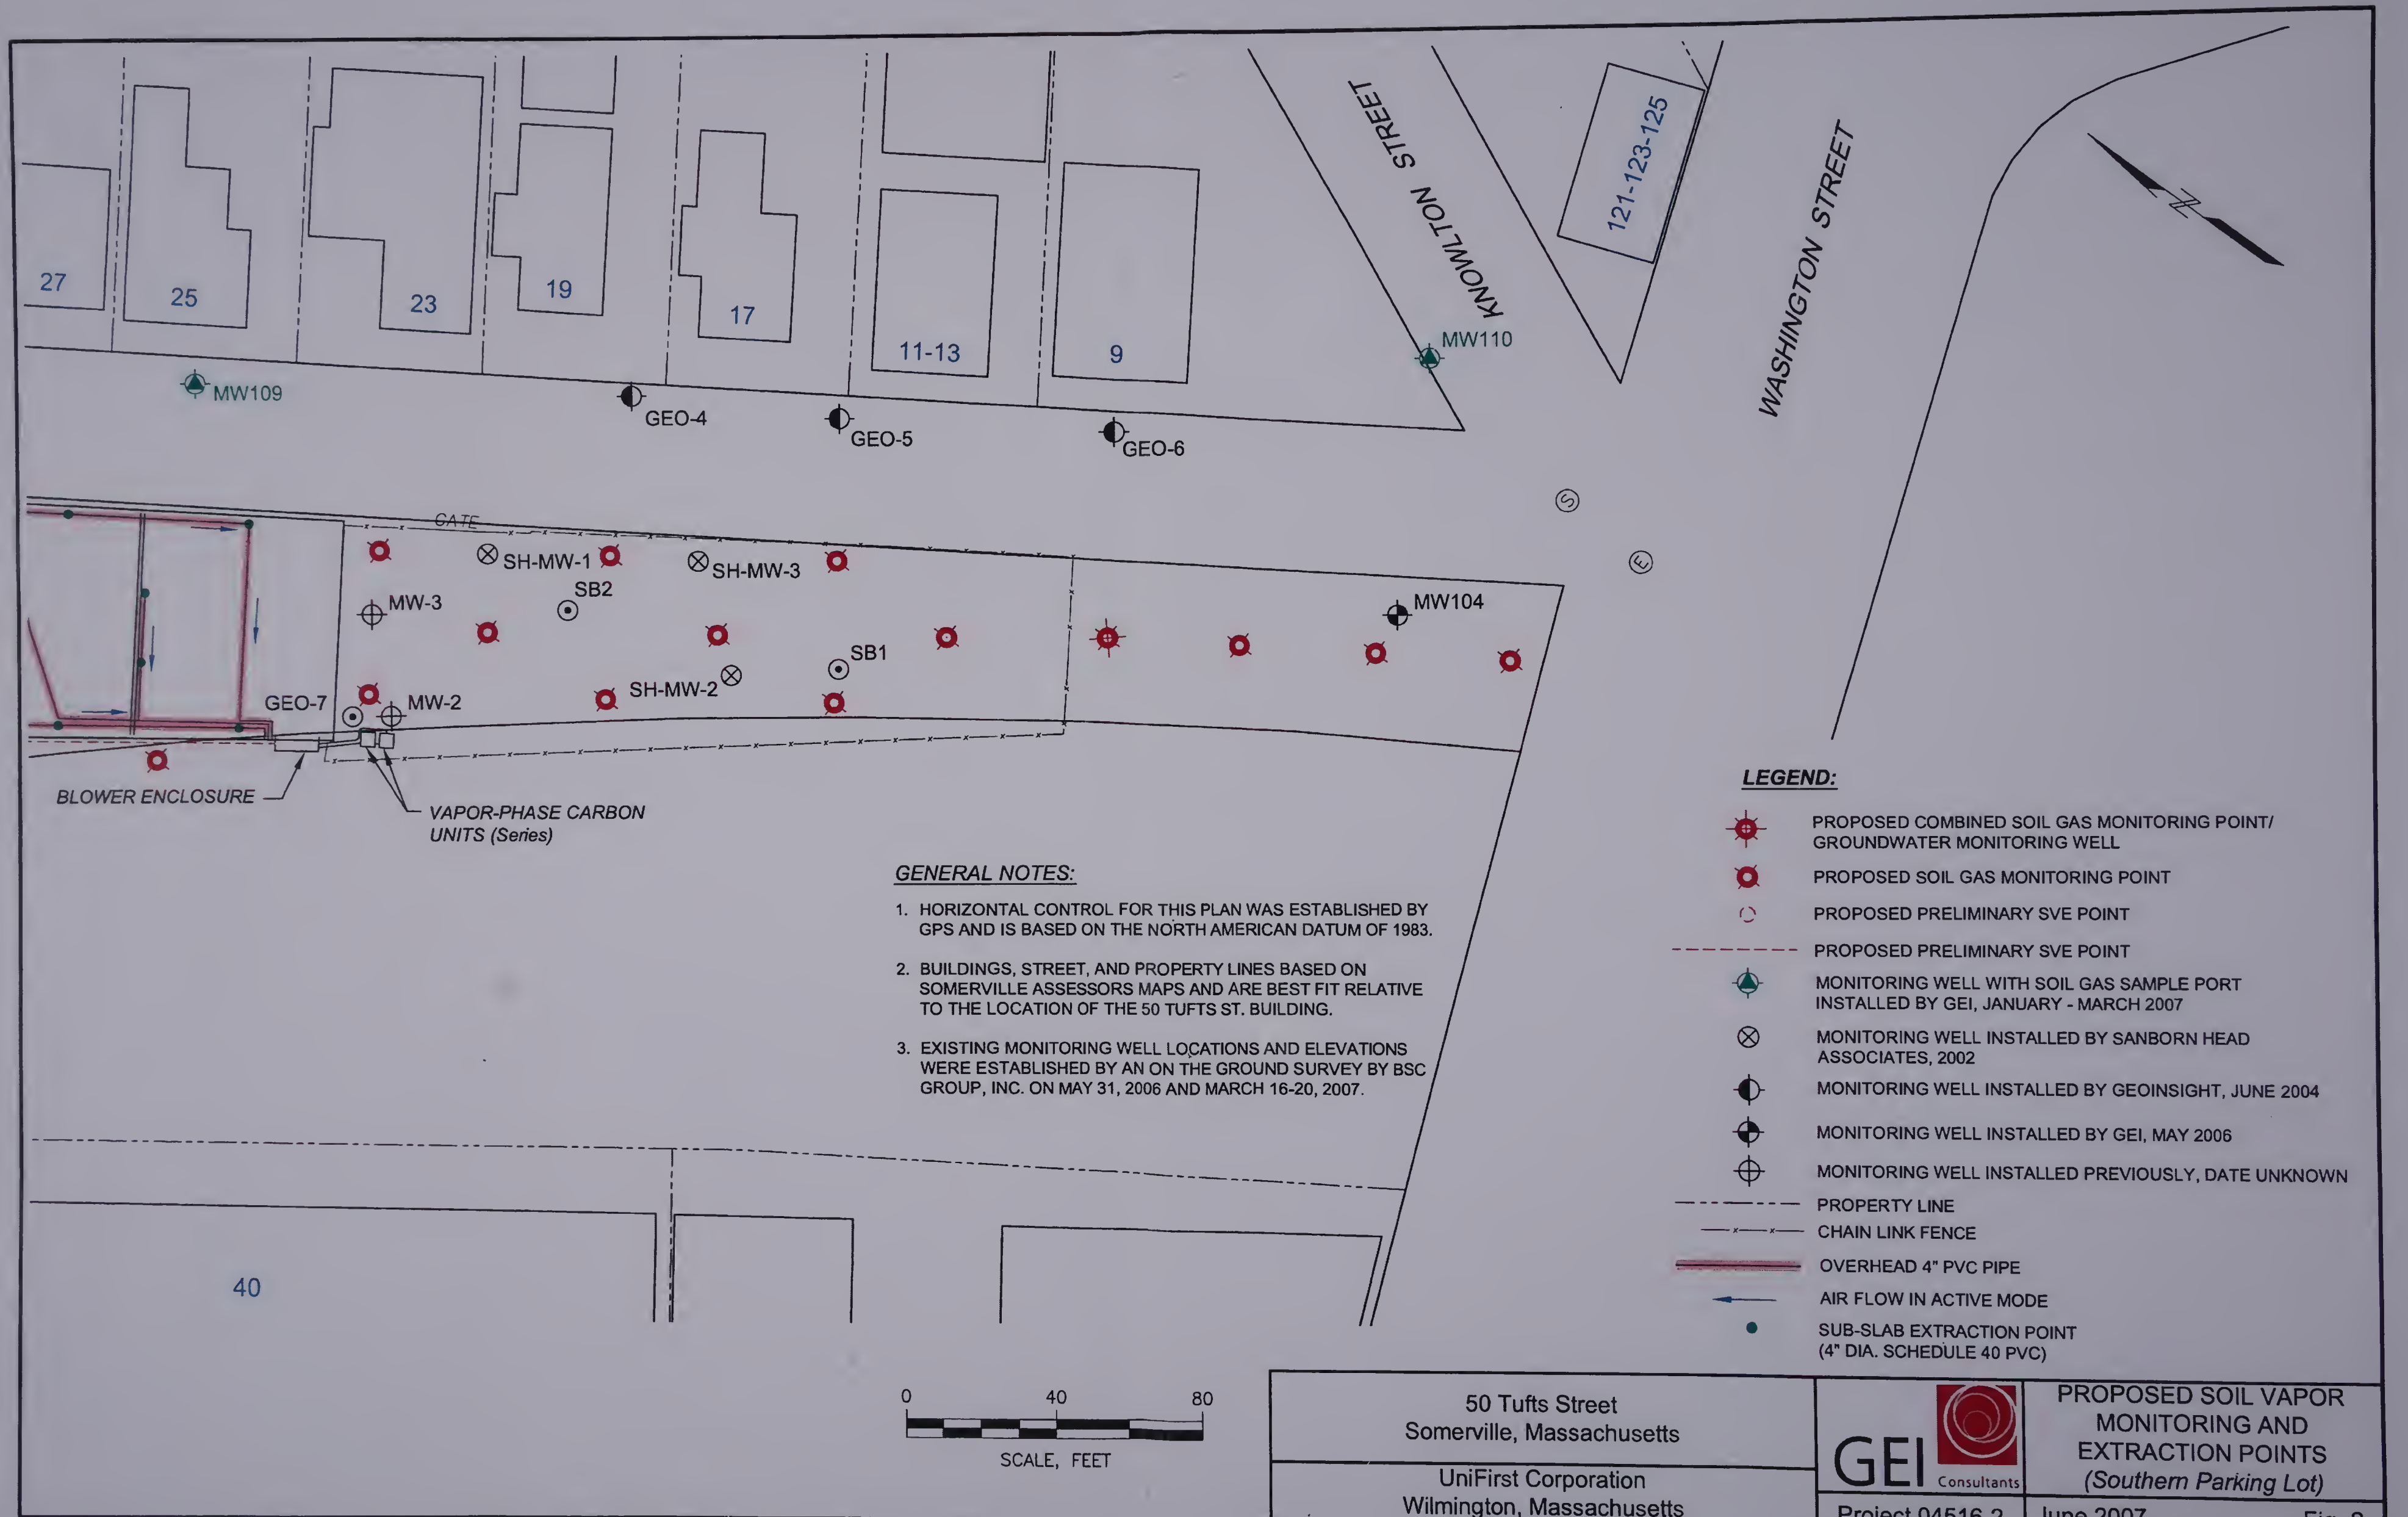 KNOWLTON STREET
121-123-125
WASHINGTON STREET
27
25
23
19
17
11-13
9
MW110
MW109
GEO-4
GEO-5
GEO-6
S
E
GATE
SH-MW-1
SH-MW-3
SB2
MW-3
MW104
SB1
SH-MW-2
GEO-7
MW-2
BLOWER ENCLOSURE
VAPOR-PHASE CARBON
UNITS (Series)
GENERAL NOTES:
1. HORIZONTAL CONTROL FOR THIS PLAN WAS ESTABLISHED BY
GPS AND IS BASED ON THE NORTH AMERICAN DATUM OF 1983.
2. BUILDINGS, STREET, AND PROPERTY LINES BASED ON
SOMERVILLE ASSESSORS MAPS AND ARE BEST FIT RELATIVE
TO THE LOCATION OF THE 50 TUFTS ST. BUILDING.
3. EXISTING MONITORING WELL LOCATIONS AND ELEVATIONS
WERE ESTABLISHED BY AN ON THE GROUND SURVEY BY BSC
GROUP, INC. ON MAY 31, 2006 AND MARCH 16-20, 2007.
LEGEND:
PROPOSED COMBINED SOIL GAS MONITORING POINT/
GROUNDWATER MONITORING WELL
PROPOSED SOIL GAS MONITORING POINT
PROPOSED PRELIMINARY SVE POINT
PROPOSED PRELIMINARY SVE POINT
MONITORING WELL WITH SOIL GAS SAMPLE PORT
INSTALLED BY GEI, JANUARY - MARCH 2007
MONITORING WELL INSTALLED BY SANBORN HEAD
ASSOCIATES, 2002
MONITORING WELL INSTALLED BY GEOINSIGHT, JUNE 2004
MONITORING WELL INSTALLED BY GEI, MAY 2006
MONITORING WELL INSTALLED PREVIOUSLY, DATE UNKNOWN
PROPERTY LINE
CHAIN LINK FENCE
OVERHEAD 4" PVC PIPE
AIR FLOW IN ACTIVE MODE
SUB-SLAB EXTRACTION POINT
(4" DIA. SCHEDULE 40 PVC)
40
0 40 80
SCALE, FEET
50 Tufts Street
Somerville, Massachusetts
UniFirst Corporation
Wilmington, Massachusetts
GEI Consultants
PROPOSED SOIL VAPOR
MONITORING AND
EXTRACTION POINTS
(Southern Parking Lot)
Project 04516-2
June 2007
Fig.